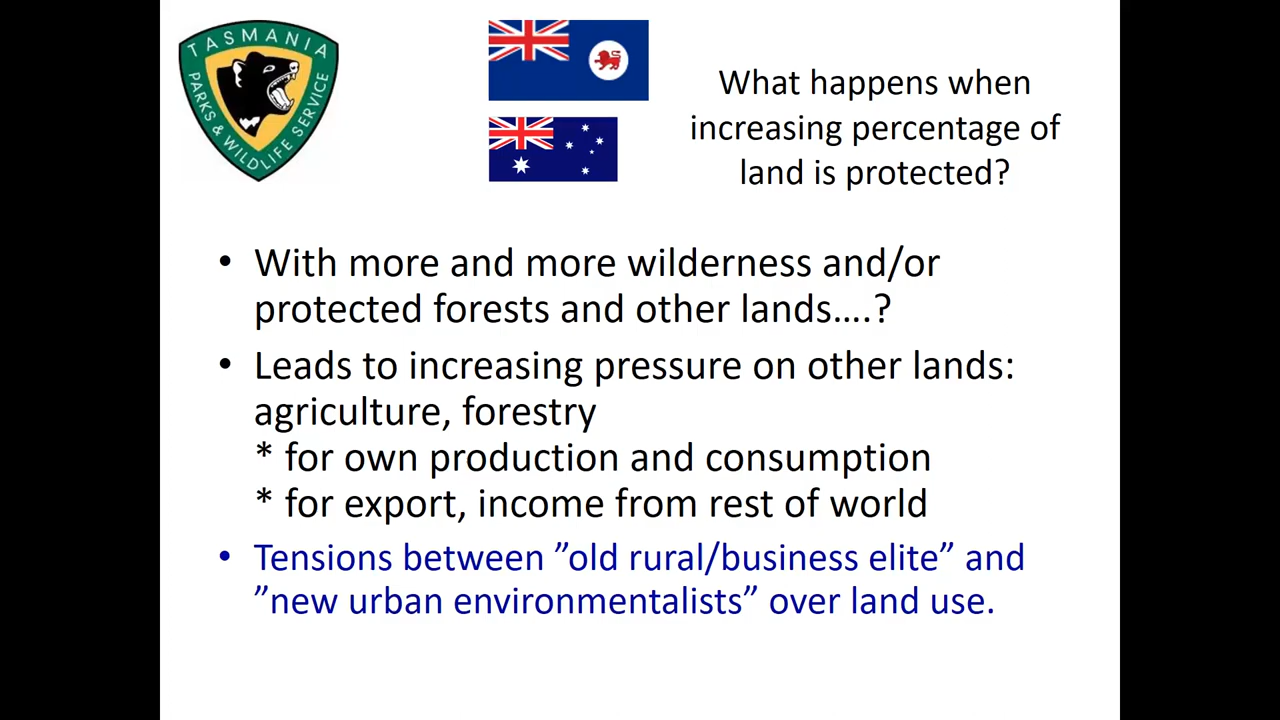 TASMANIA
PARKS & WILDLIFE SERVICE
What happens when
increasing percentage of
land is protected?
• With more and more wilderness and/or
protected forests and other lands....?
• Leads to increasing pressure on other lands:
agriculture, forestry
* for own production and consumption
* for export, income from rest of world
• Tensions between ”old rural/business elite” and
”new urban environmentalists” over land use.